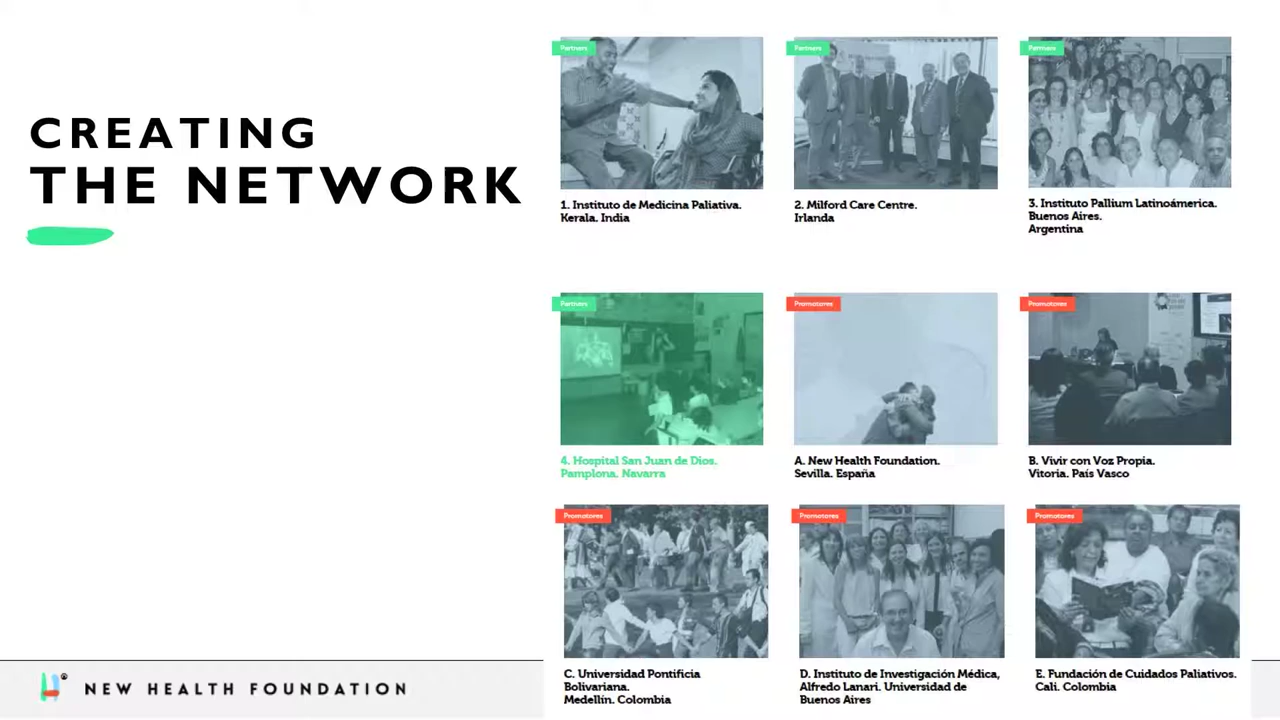 CREATING
THE NETWORK
Partners
1. Instituto de Medicina Paliativa.
Kerala. India
Partners
2. Milford Care Centre.
Irlanda
Partners
3. Instituto Pallium Latinoámerica.
Buenos Aires.
Argentina
Partners
4. Hospital San Juan de Dios.
Pamplona. Navarra
Promotores
A. New Health Foundation.
Sevilla. España
Promotores
B. Vivir con Voz Propia.
Vitoria. País Vasco
Promotores
C. Universidad Pontificia
Bolivariana.
Medellín. Colombia
Promotores
D. Instituto de Investigación Médica,
Alfredo Lanari. Universidad de
Buenos Aires
Promotores
E. Fundación de Cuidados Paliativos.
Cali. Colombia
NEW HEALTH FOUNDATION